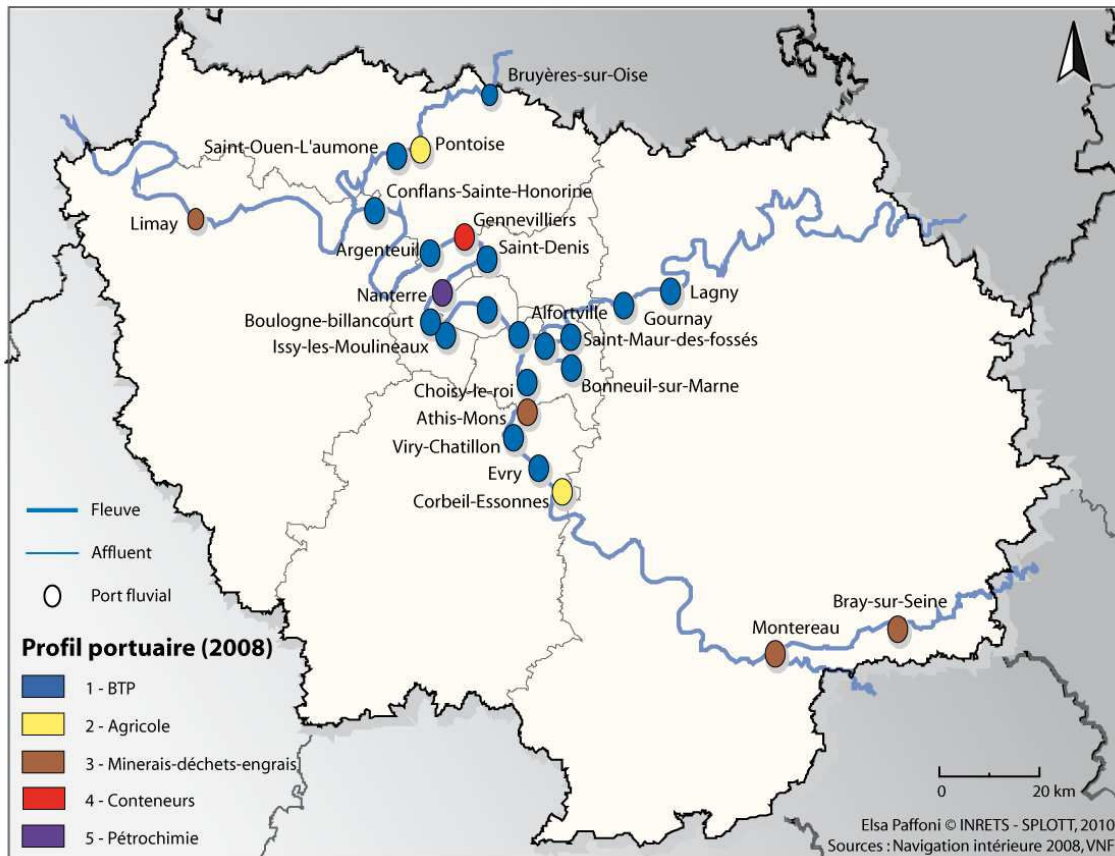 Bruyères-sur-Oise
Saint-Ouen-L'aumone
Pontoise
Conflans-Sainte-Honorine
Limay
Gennevilliers
Argenteuil
Saint-Denis
Nanterre
Lagny
Alfortville
Gournay
Boulogne-billancourt
Issy-les-Moulineaux
Saint-Maur-des-fossés
Choisy-le-roi
Bonneuil-sur-Marne
Athis-Mons
Viry-Chatillon
Evry
Corbeil-Essonnes
Fleuve
Affluent
Port fluvial
Bray-sur-Seine
Montereau
Profil portuaire (2008)
1 - BTP
2 - Agricole
3 - Minerais-déchets-engrais
4 - Conteneurs
5 - Pétrochimie
0 20 km
Elsa Paffoni © INRETS - SPLOTT, 2010
Sources : Navigation intérieure 2008, VNF